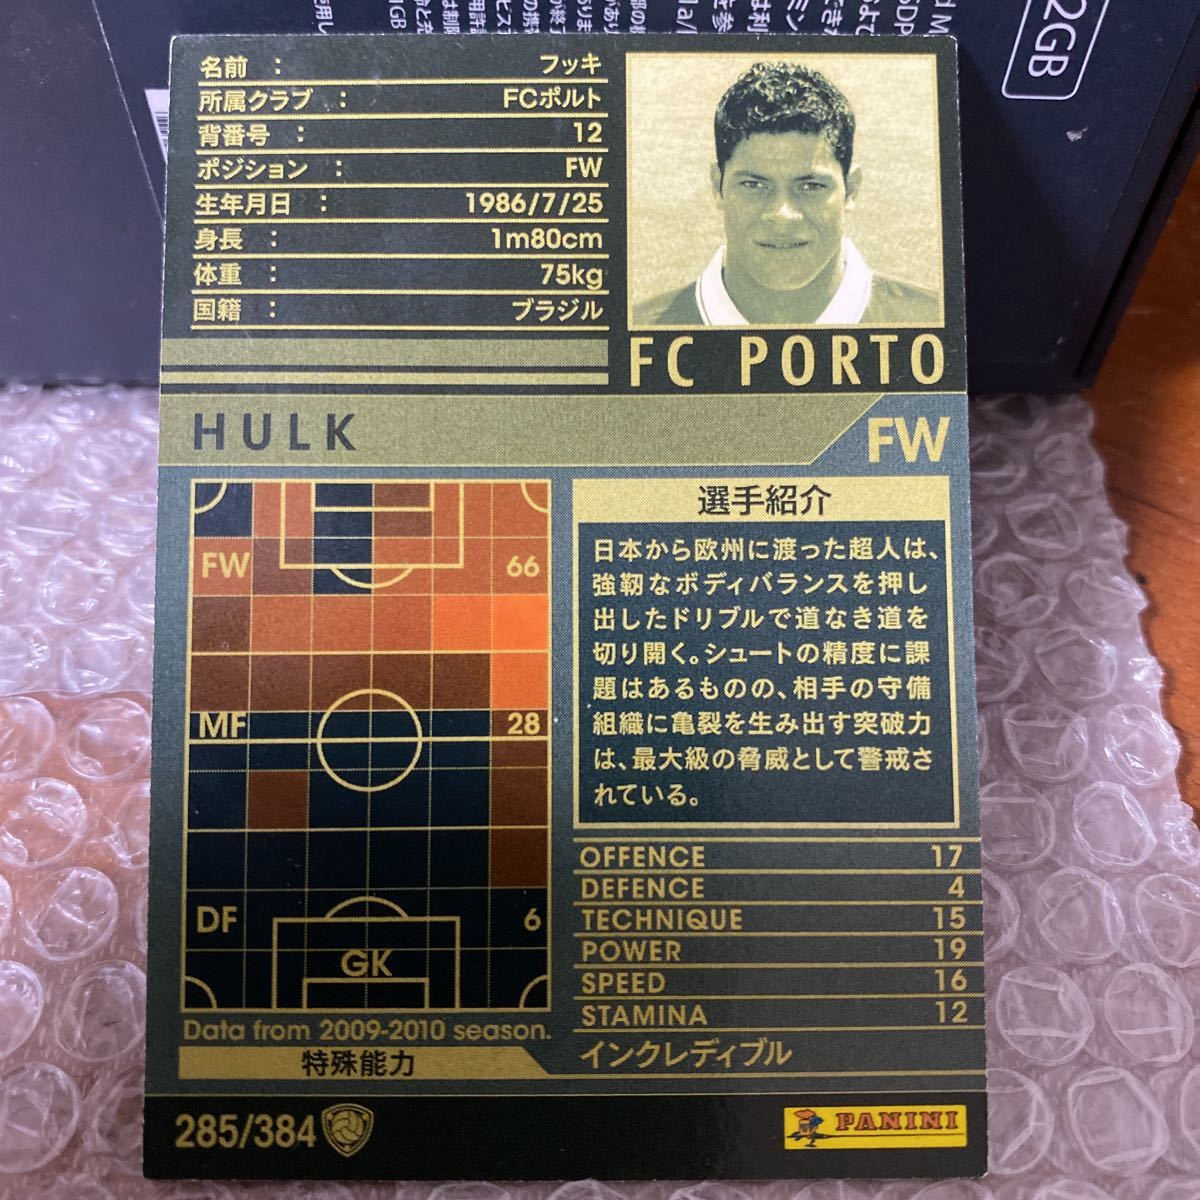 名前 : フッキ
所属クラブ : FCポルト
背番号 : 12
ポジション : FW
生年月日 : 1986/7/25
身長 : 1m80cm
体重 : 75kg
国籍 : ブラジル
FC PORTO
HULK
FW
FW 66
MF 28
DF 6
GK
Data from 2009-2010 season.
選手紹介
日本から欧州に渡った超人は、
強靭なボディバランスを押し
出したドリブルで道なき道を
切り開く。シュートの精度に課
題はあるものの、相手の守備
組織に亀裂を生み出す突破力
は、最大級の脅威として警戒さ
れている。
OFFENCE 17
DEFENCE 4
TECHNIQUE 15
POWER 19
SPEED 16
STAMINA 12
特殊能力
インクレディブル
285/384
PANINI
2GB